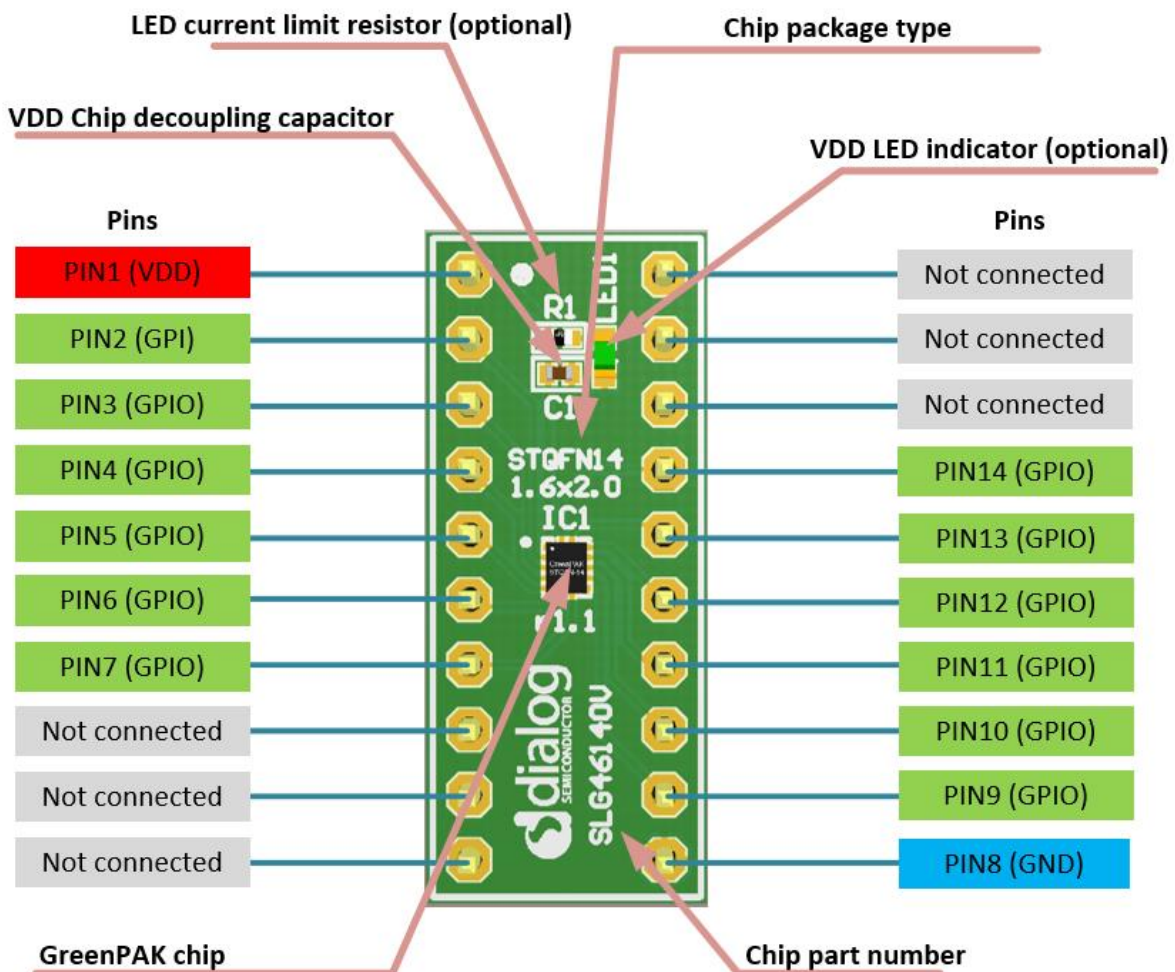 LED current limit resistor (optional)
Chip package type
VDD Chip decoupling capacitor
VDD LED indicator (optional)
Pins
Pins
PIN1 (VDD)
Not connected
PIN2 (GPI)
Not connected
PIN3 (GPIO)
Not connected
PIN4 (GPIO)
PIN14 (GPIO)
PIN5 (GPIO)
PIN13 (GPIO)
PIN6 (GPIO)
PIN12 (GPIO)
PIN7 (GPIO)
PIN11 (GPIO)
Not connected
PIN10 (GPIO)
Not connected
PIN9 (GPIO)
Not connected
PIN8 (GND)
R1
LED1
C1
STQFN14
1.6x2.0
IC1
GreenPAK
r1.1
dialog
SEMICONDUCTOR
SLG46140V
GreenPAK chip
Chip part number